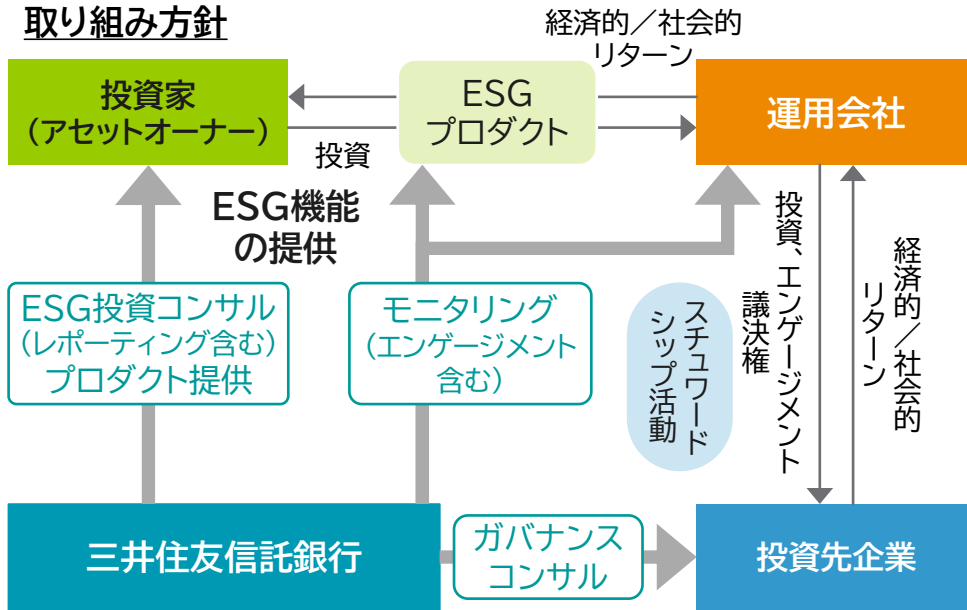 取り組み方針
経済的／社会的
リターン
投資家
（アセットオーナー）
ESG
プロダクト
運用会社
投資
ESG機能
の提供
ESG投資コンサル
（レポーティング含む）
プロダクト提供
モニタリング
（エンゲージメント
含む）
スチュワード
シップ活動
投資、エンゲージメント
議決権
経済的／社会的
リターン
三井住友信託銀行
ガバナンス
コンサル
投資先企業